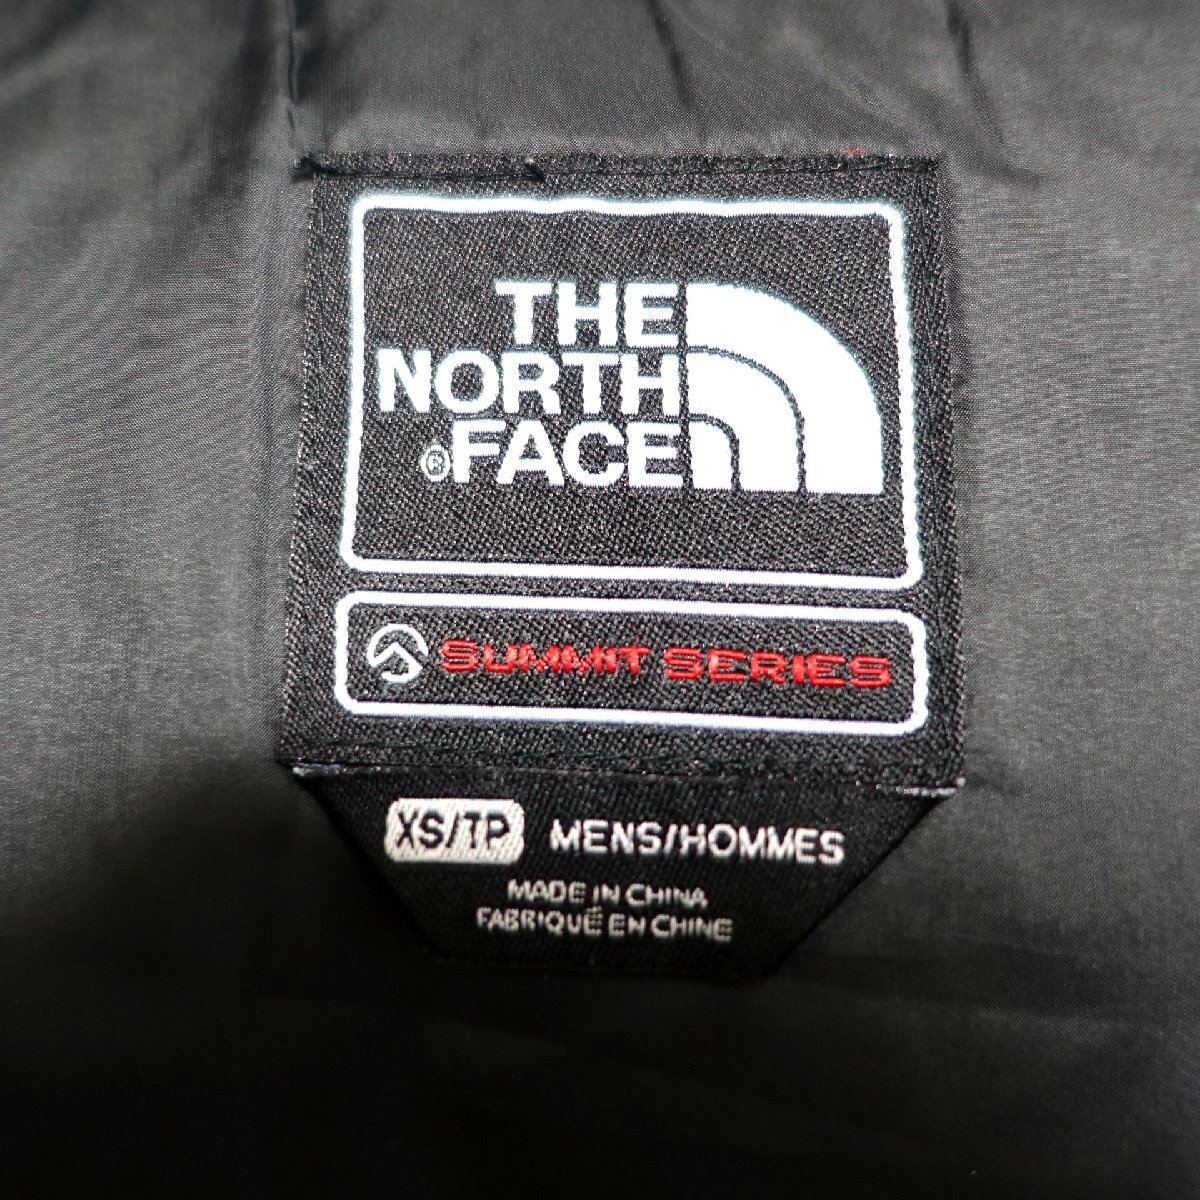 THE
NORTH
®FACE
SUMMIT SERIES
XS/TP MENS/HOMMES
MADE IN CHINA
FABRIQUÉ EN CHINE